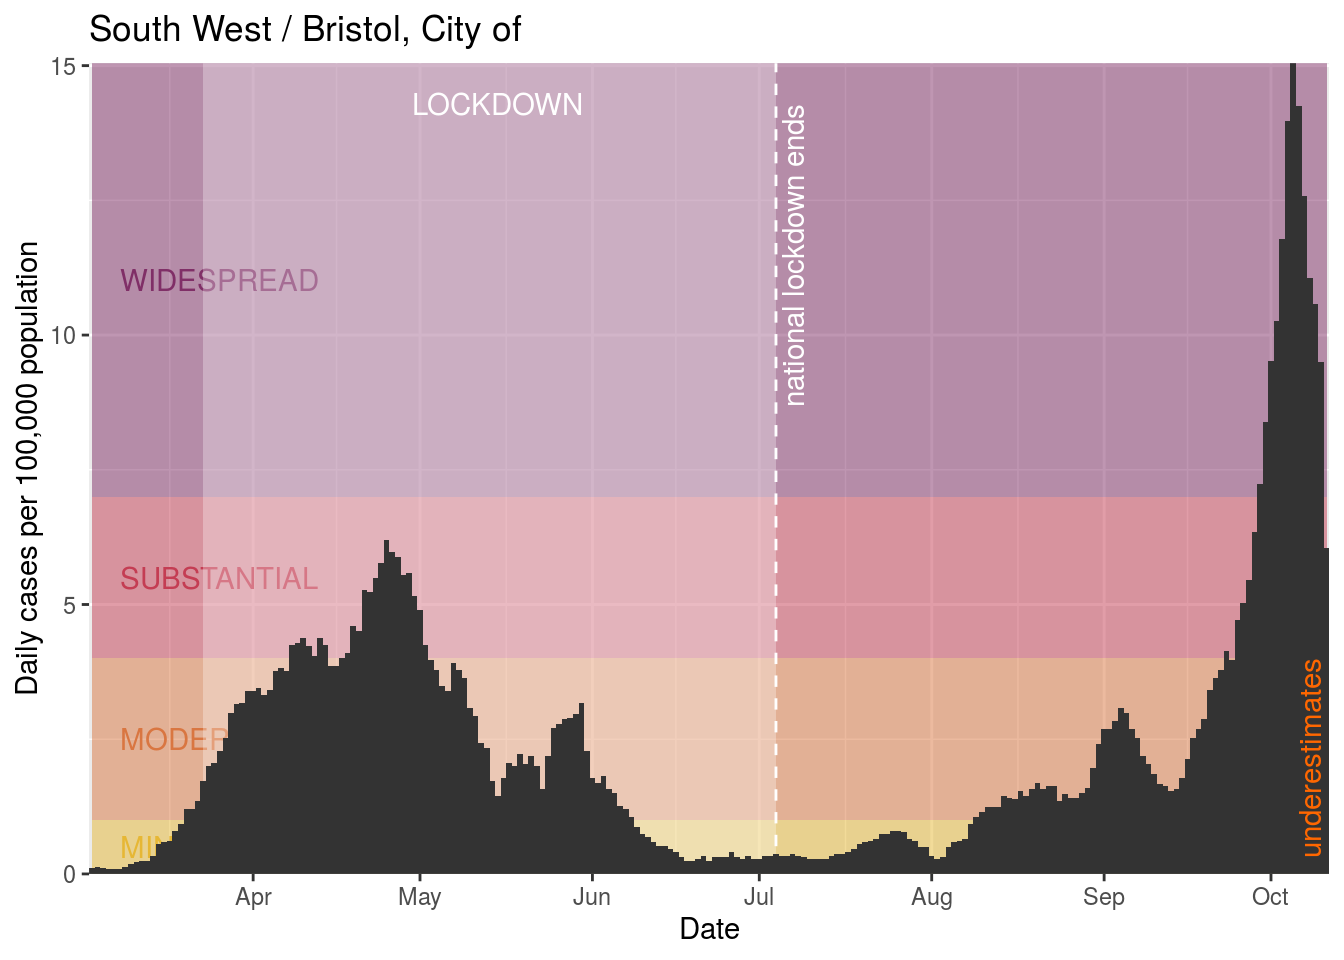 South West / Bristol, City of
Daily cases per 100,000 population
15
10
5
0
LOCKDOWN
national lockdown ends
WIDESPREAD
SUBSTANTIAL
MODER
MIN
underestimates
Apr
May
Jun
Jul
Aug
Sep
Oct
Date